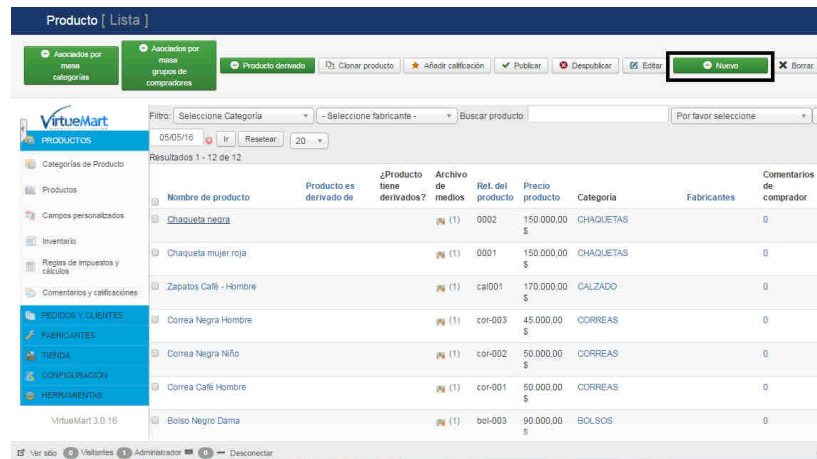 Producto [ Lista ]
Asociados por masa categorías
Asociados por masa grupos de compradores
Producto derivado
Clonar producto
Añadir calificación
Publicar
Despublicar
Editar
Nuevo
Borrar
VirtueMart
Filtro: Seleccione Categoría - Seleccione fabricante - Buscar producto Por favor seleccione
05/05/16 Ir Resetear 20
Resultados 1 - 12 de 12
PRODUCTOS
Categorías de Producto
Productos
Campos personalizados
Inventario
Reglas de impuestos y cálculos
Comentarios y calificaciónes
PEDIDOS Y CLIENTES
FABRICANTES
TIENDA
CONFIGURACIÓN
HERRAMIENTAS
VirtueMart 3.0.16
Nombre de producto Producto es derivado de ¿Producto tiene derivados? Archivo de medios Ref. del producto Precio producto Categoría Fabricantes Comentarios de comprador
Chaqueta negra (1) 0002 150.000,00 $ CHAQUETAS 0
Chaqueta mujer roja (1) 0001 150.000,00 $ CHAQUETAS 0
Zapatos Café - Hombre (1) cal001 170.000,00 $ CALZADO 0
Correa Negra Hombre (1) cor-003 45.000,00 $ CORREAS 0
Correa Negra Niño (1) cor-002 50.000,00 $ CORREAS 0
Correa Café Hombre (1) cor-001 50.000,00 $ CORREAS 0
Bolso Negro Dama (1) bol-003 90.000,00 $ BOLSOS 0
Ver sitio 0 Visitantes 1 Administrador 0 Desconectar